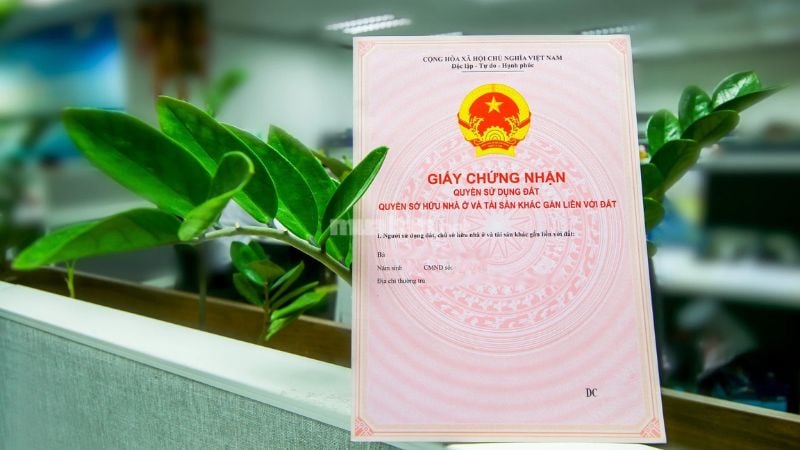 CỘNG HÒA XÃ HỘI CHỦ NGHĨA VIỆT NAM
Độc lập - Tự do - Hạnh phúc
GIẤY CHỨNG NHẬN
QUYỀN SỬ DỤNG ĐẤT
QUYỀN SỞ HỮU NHÀ Ở VÀ TÀI SẢN KHÁC GẮN LIỀN VỚI ĐẤT
I. Người sử dụng đất, chủ sở hữu nhà ở và tài sản khác gắn liền với đất:
Bà
Năm sinh CMND số:
Địa chỉ thường trú
DC